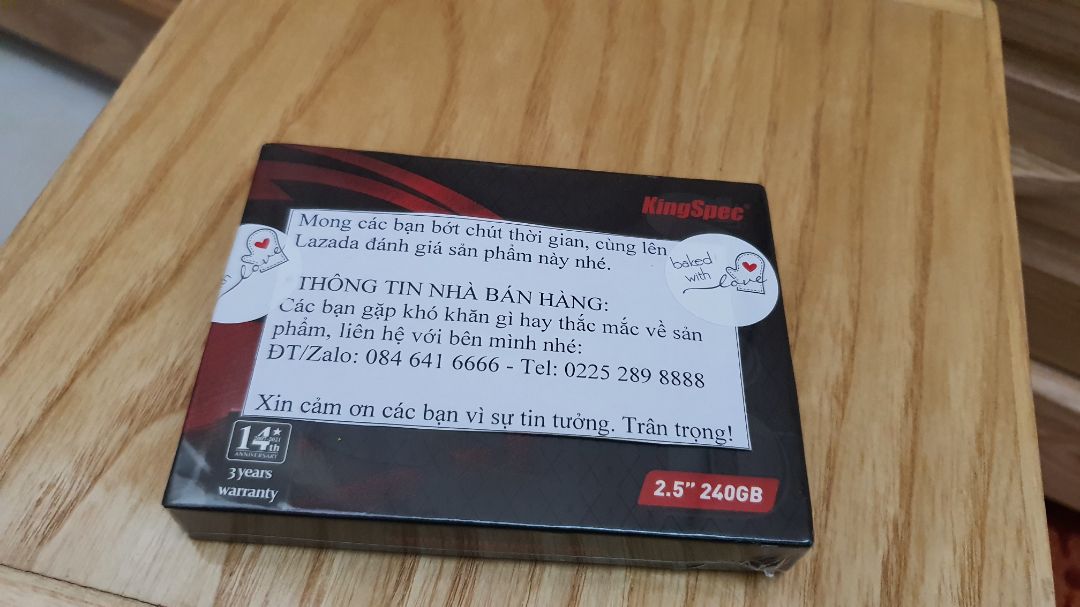 KingSpec®
Mong các bạn bớt chút thời gian, cùng lên
Lazada đánh giá sản phẩm này nhé.
THÔNG TIN NHÀ BÁN HÀNG:
Các bạn gặp khó khăn gì hay thắc mắc về sản
phẩm, liên hệ với bên mình nhé:
ĐT/Zalo: 084 641 6666 - Tel: 0225 289 8888
Xin cảm ơn các bạn vì sự tin tưởng. Trân trọng!
love
baked
with
love
14th
2007-2021
ANNIVERSARY
3 years
warranty
2.5” 240GB